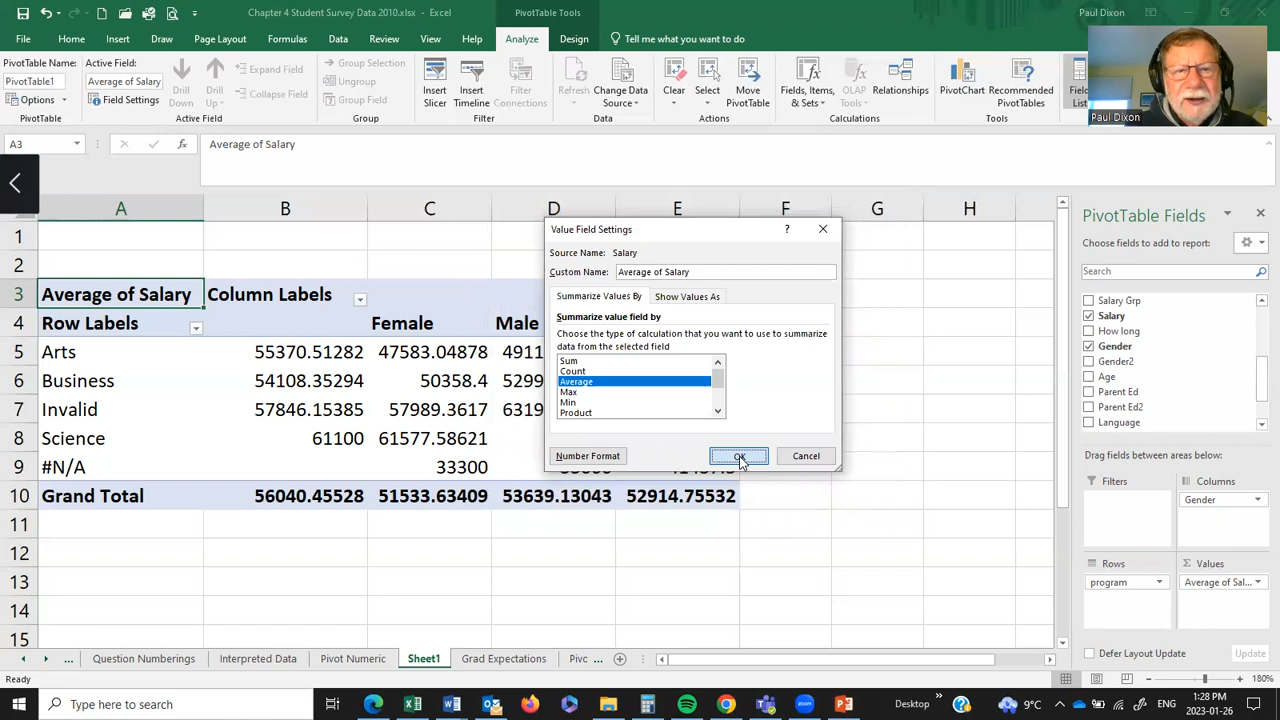 Chapter 4 Student Survey Data 2010.xlsx - Excel
PivotTable Tools
Paul Dixon
File Home Insert Draw Page Layout Formulas Data Review View Help Analyze Design Tell me what you want to do
PivotTable Name:
PivotTable1
Options
PivotTable
Active Field:
Average of Salary
Field Settings
Drill Down
Drill Up
Expand Field
Collapse Field
Active Field
Group Selection
Ungroup
Group Field
Group
Insert Slicer
Insert Timeline
Filter Connections
Filter
Refresh
Change Data Source
Data
Clear
Select
Move PivotTable
Actions
Fields, Items, & Sets
OLAP Tools
Relationships
Calculations
PivotChart
Recommended PivotTables
Tools
Field
List
Paul Dixon
A3
Average of Salary
A B C D E F G H
1
2
3 Average of Salary Column Labels
4 Row Labels Female Male
5 Arts 55370.51282 47583.04878 4911
6 Business 54108.35294 50358.4 5299
7 Invalid 57846.15385 57989.3617 6319
8 Science 61100 61577.58621
9 #N/A 33300
10 Grand Total 56040.45528 51533.63409 53639.13043 52914.75532
11
12
13
14
15
Value Field Settings
Source Name: Salary
Custom Name: Average of Salary
Summarize Values By Show Values As
Summarize value field by
Choose the type of calculation that you want to use to summarize
data from the selected field
Sum
Count
Average
Max
Min
Product
Number Format
Cancel
PivotTable Fields
Choose fields to add to report:
Search
Salary Grp
Salary
How long
Gender
Gender2
Age
Parent Ed
Parent Ed2
Language
Drag fields between areas below:
Filters
Columns
Gender
Rows
program
Values
Average of Sal...
Defer Layout Update
Update
... Question Numberings Interpreted Data Pivot Numeric Sheet1 Grad Expectations Pivc ...
Average
180%
Type here to search
Desktop
9°C
ENG
1:28 PM
2023-01-26